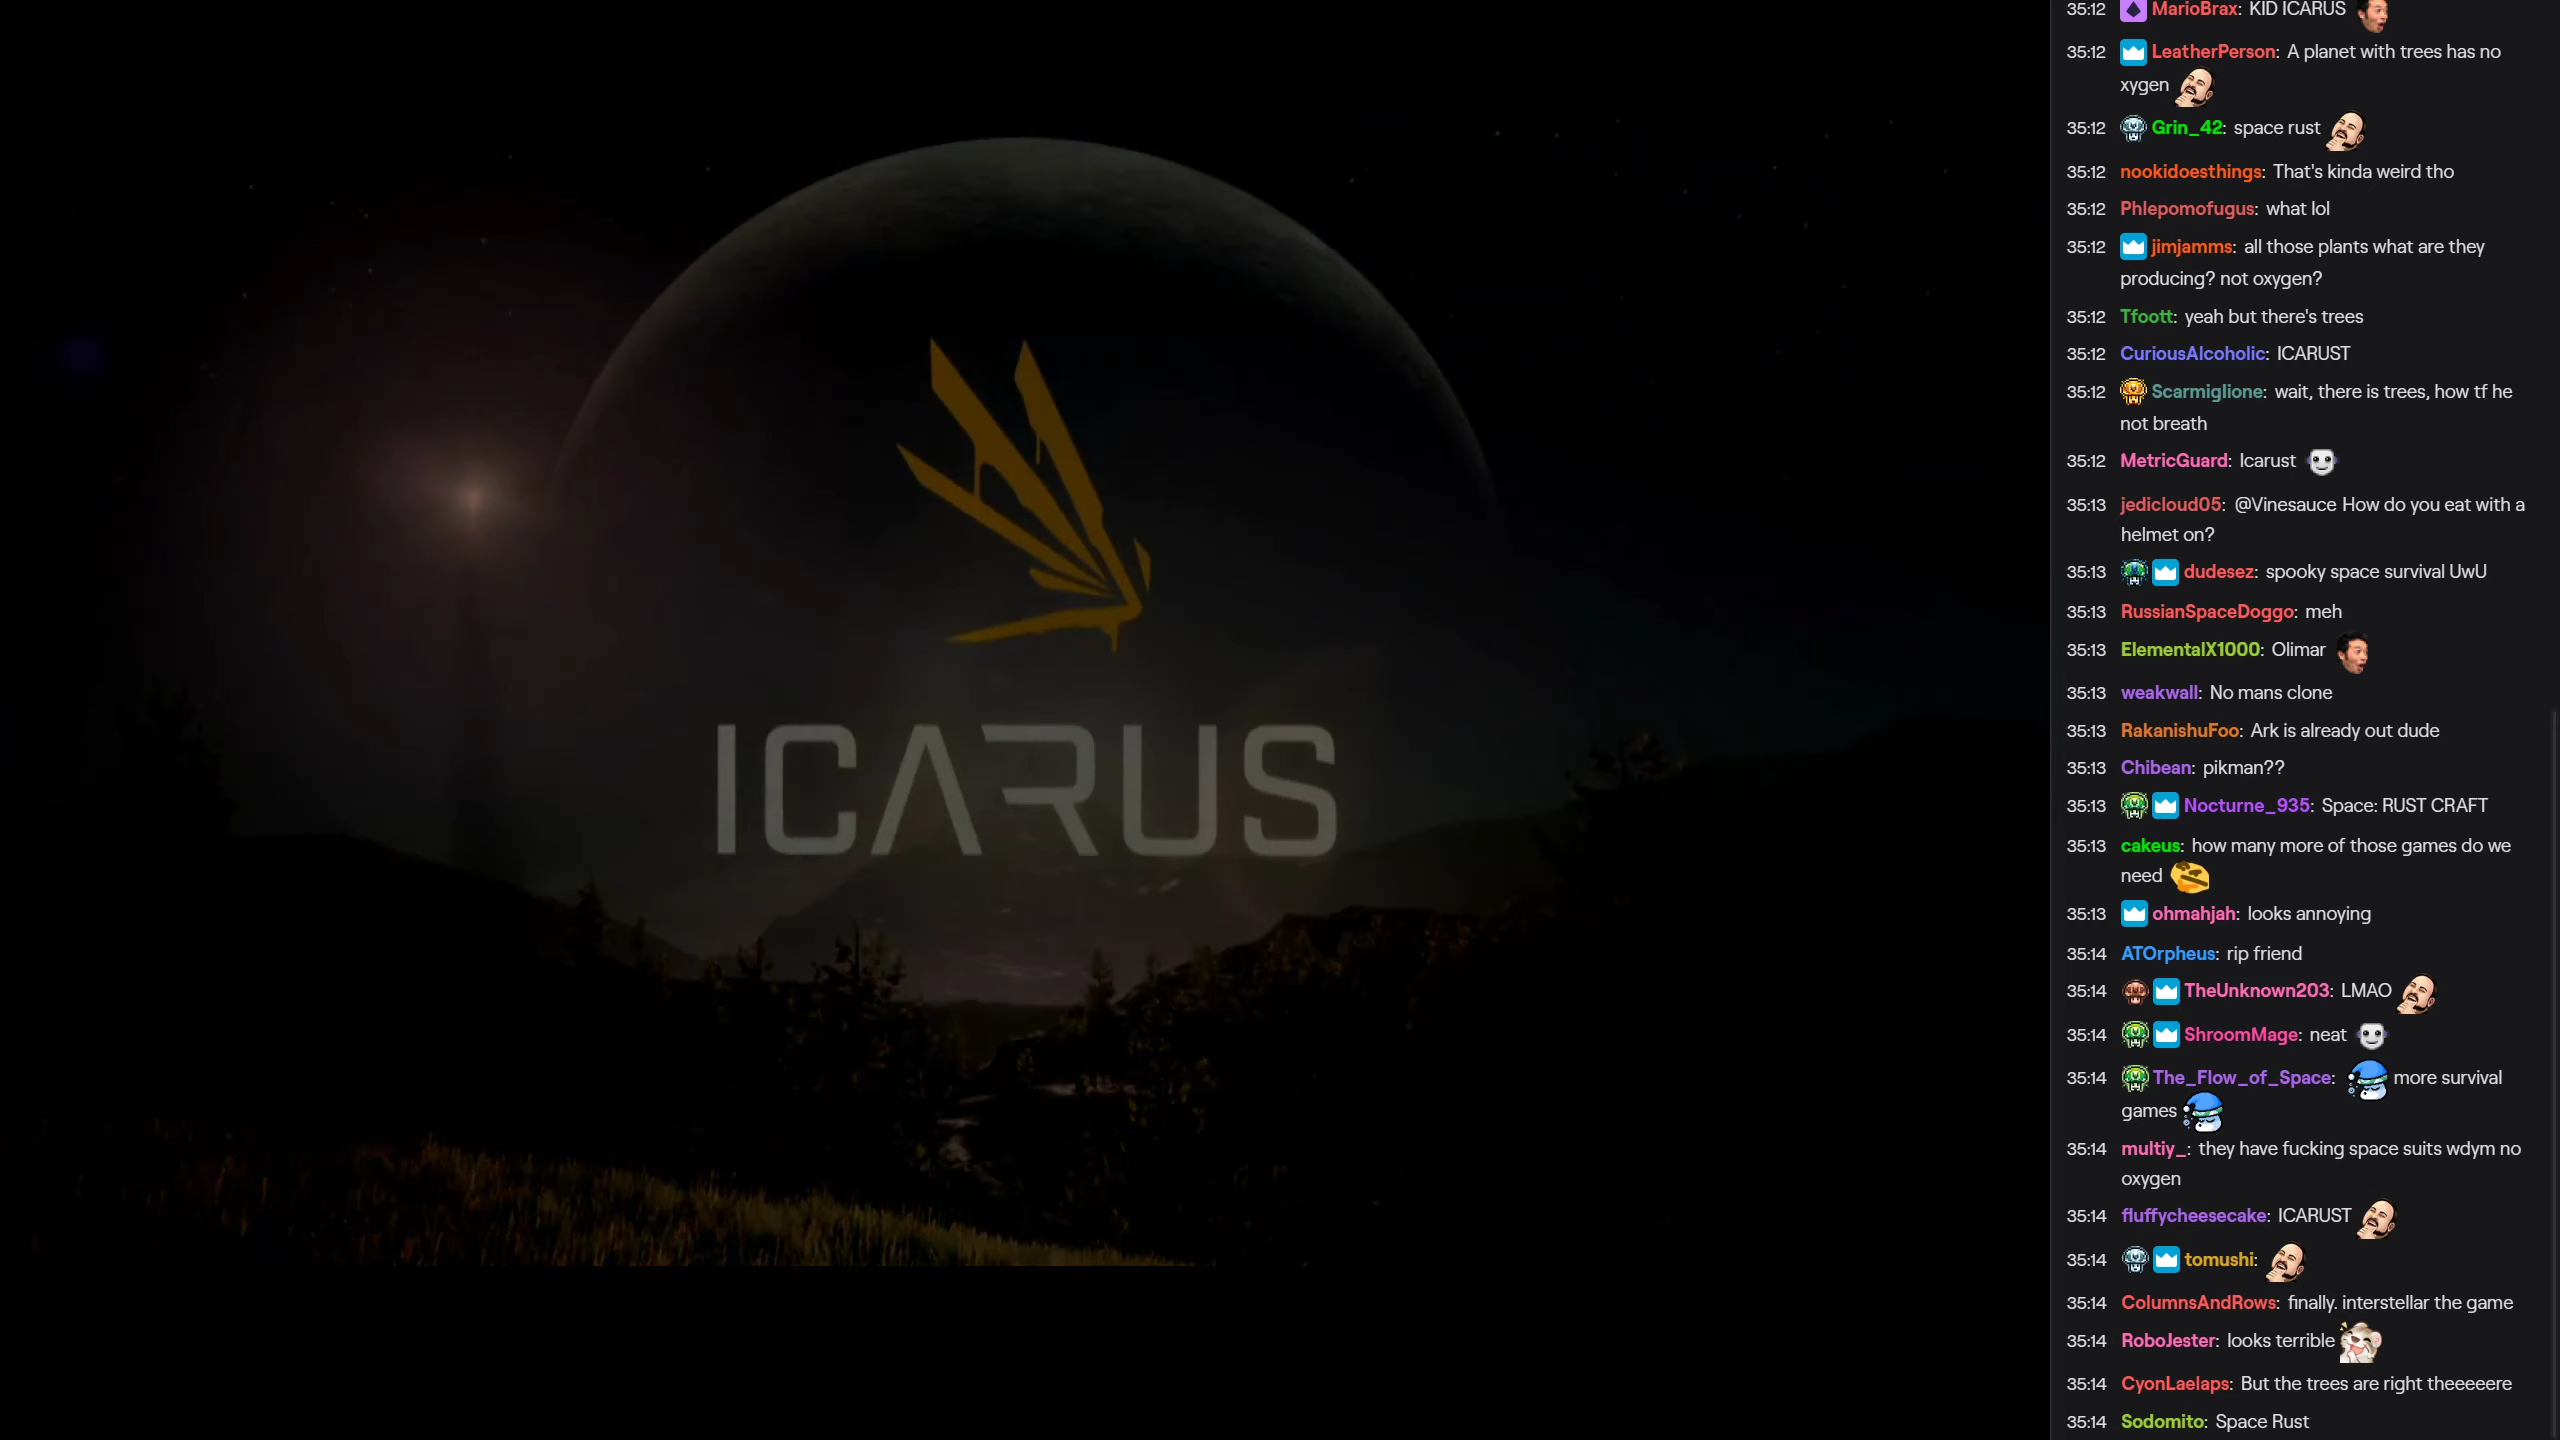 ICARUS
35:12 MarioBrax: KID ICARUS
35:12 LeatherPerson: A planet with trees has no
xygen
35:12 Grin_42: space rust
35:12 nookidoesthings: That's kinda weird tho
35:12 Phlepomofugus: what lol
35:12 jimjamms: all those plants what are they
producing? not oxygen?
35:12 Tfoott: yeah but there's trees
35:12 CuriousAlcoholic: ICARUST
35:12 Scarmiglione: wait, there is trees, how tf he
not breath
35:12 MetricGuard: Icarust
35:13 jedicloud05: @Vinesauce How do you eat with a
helmet on?
35:13 dudesez: spooky space survival UwU
35:13 RussianSpaceDoggo: meh
35:13 ElementalX1000: Olimar
35:13 weakwall: No mans clone
35:13 RakanishuFoo: Ark is already out dude
35:13 Chibean: pikman??
35:13 Nocturne_935: Space: RUST CRAFT
35:13 cakeus: how many more of those games do we
need
35:13 ohmahjah: looks annoying
35:14 ATOrpheus: rip friend
35:14 TheUnknown203: LMAO
35:14 ShroomMage: neat
35:14 The_Flow_of_Space: more survival
games
35:14 multiy_: they have fucking space suits wdym no
oxygen
35:14 fluffycheesecake: ICARUST
35:14 tomushi:
35:14 ColumnsAndRows: finally. interstellar the game
35:14 RoboJester: looks terrible
35:14 CyonLaelaps: But the trees are right theeeeere
35:14 Sodomito: Space Rust